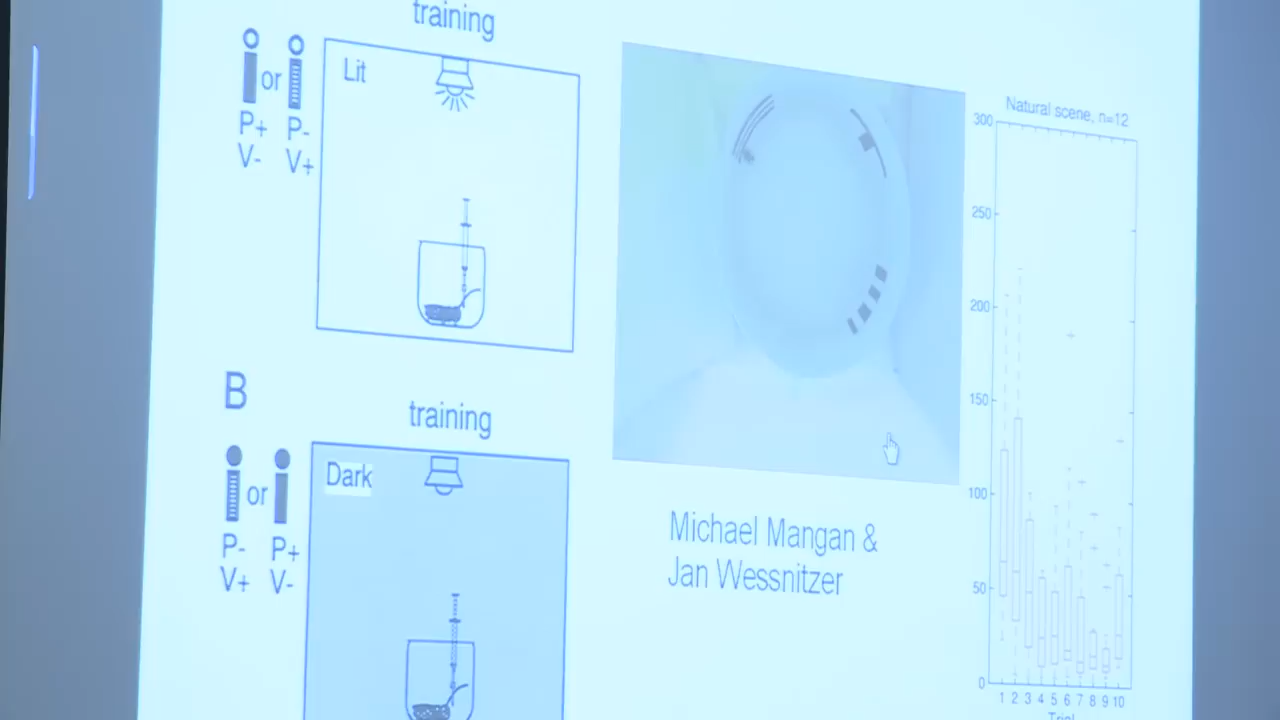 training
or
P+ P-
V- V+
Lit
B
training
or
P- P+
V+ V-
Dark
Michael Mangan &
Jan Wessnitzer
Natural scene, n=12
300
250
200
150
100
50
0
1 2 3 4 5 6 7 8 9 10
Trial